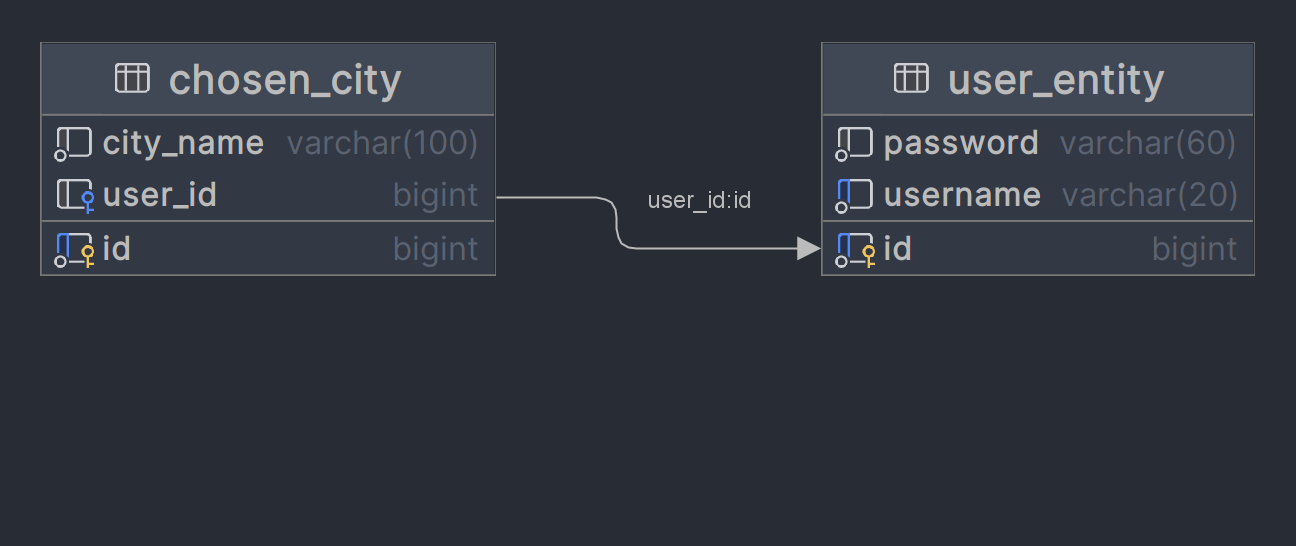 chosen_city
city_name varchar(100)
user_id bigint
id bigint
user_id:id
user_entity
password varchar(60)
username varchar(20)
id bigint